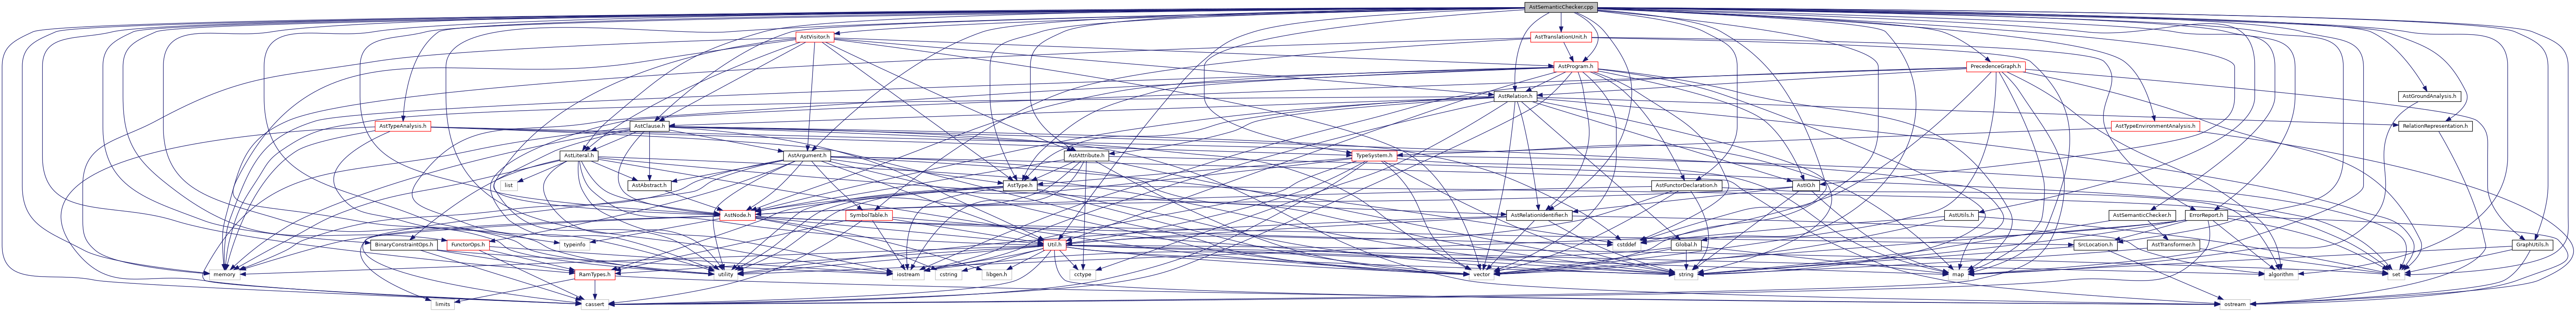 AstSemanticChecker.cpp
AstVisitor.h
AstTranslationUnit.h
AstProgram.h
PrecedenceGraph.h
AstRelation.h
AstGroundAnalysis.h
AstTypeAnalysis.h
AstClause.h
AstTypeEnvironmentAnalysis.h
RelationRepresentation.h
AstLiteral.h
AstArgument.h
AstAttribute.h
TypeSystem.h
list
AstAbstract.h
AstType.h
AstFunctorDeclaration.h
AstIO.h
AstNode.h
SymbolTable.h
AstRelationIdentifier.h
AstUtils.h
AstSemanticChecker.h
ErrorReport.h
BinaryConstraintOps.h
FunctorOps.h
typeinfo
Util.h
cstddef
Global.h
SrcLocation.h
AstTransformer.h
GraphUtils.h
memory
RamTypes.h
utility
iostream
cstring
libgen.h
cctype
vector
string
map
algorithm
set
limits
cassert
ostream